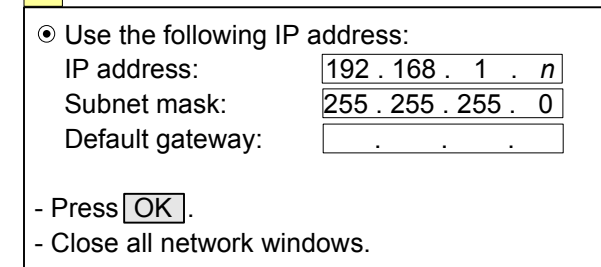 Use the following IP address:
IP address: 192 . 168 . 1 . n
Subnet mask: 255 . 255 . 255 . 0
Default gateway: . . .
- Press OK .
- Close all network windows.